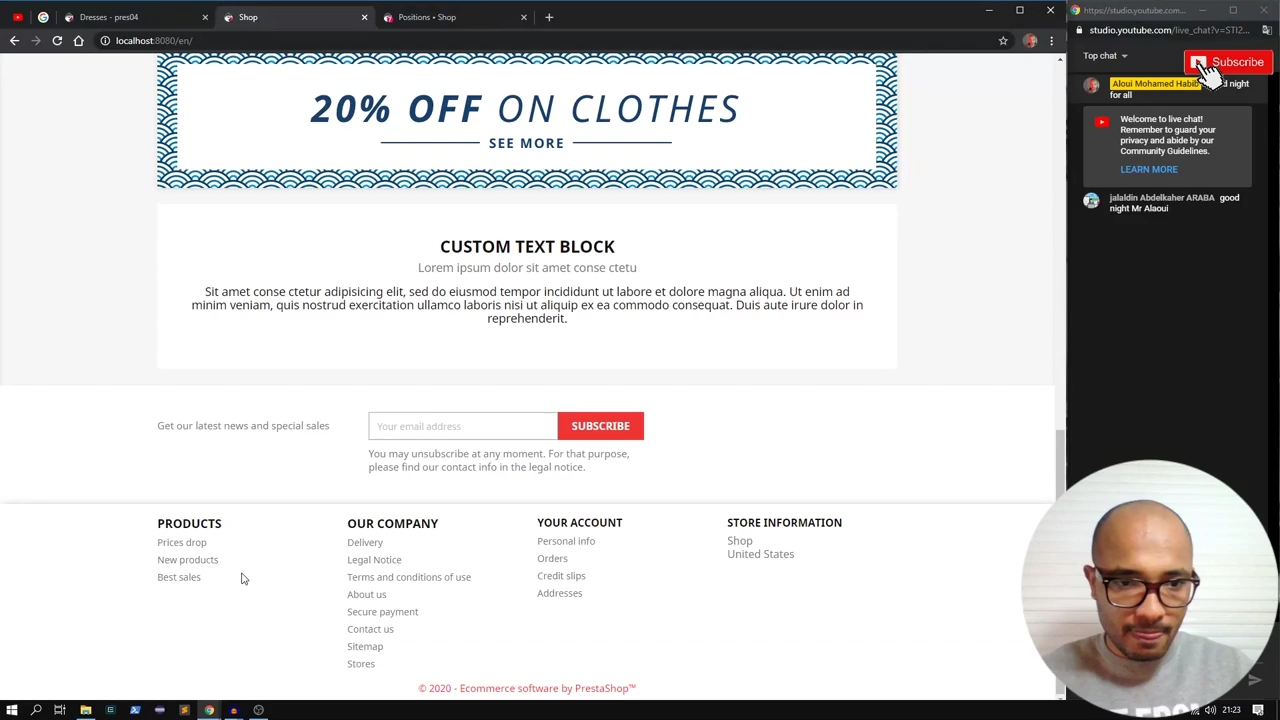 Dresses - pres04
Shop
Positions • Shop
localhost:8080/en/
https://studio.youtube.com/...
studio.youtube.com/live_chat?v=STI2...
Top chat
Subscribe
Aloui Mohamed Habib night
for all
Welcome to live chat!
Remember to guard your
privacy and abide by our
Community Guidelines.
LEARN MORE
jalaldin Abdelkaher ARABA good
night Mr Alaoui
20% OFF ON CLOTHES
SEE MORE
CUSTOM TEXT BLOCK
Lorem ipsum dolor sit amet conse ctetu
Sit amet conse ctetur adipisicing elit, sed do eiusmod tempor incididunt ut labore et dolore magna aliqua. Ut enim ad
minim veniam, quis nostrud exercitation ullamco laboris nisi ut aliquip ex ea commodo consequat. Duis aute irure dolor in
reprehenderit.
Get our latest news and special sales
Your email address
SUBSCRIBE
You may unsubscribe at any moment. For that purpose,
please find our contact info in the legal notice.
PRODUCTS
Prices drop
New products
Best sales
OUR COMPANY
Delivery
Legal Notice
Terms and conditions of use
About us
Secure payment
Contact us
Sitemap
Stores
YOUR ACCOUNT
Personal info
Orders
Credit slips
Addresses
STORE INFORMATION
Shop
United States
© 2020 - Ecommerce software by PrestaShop™
21:23